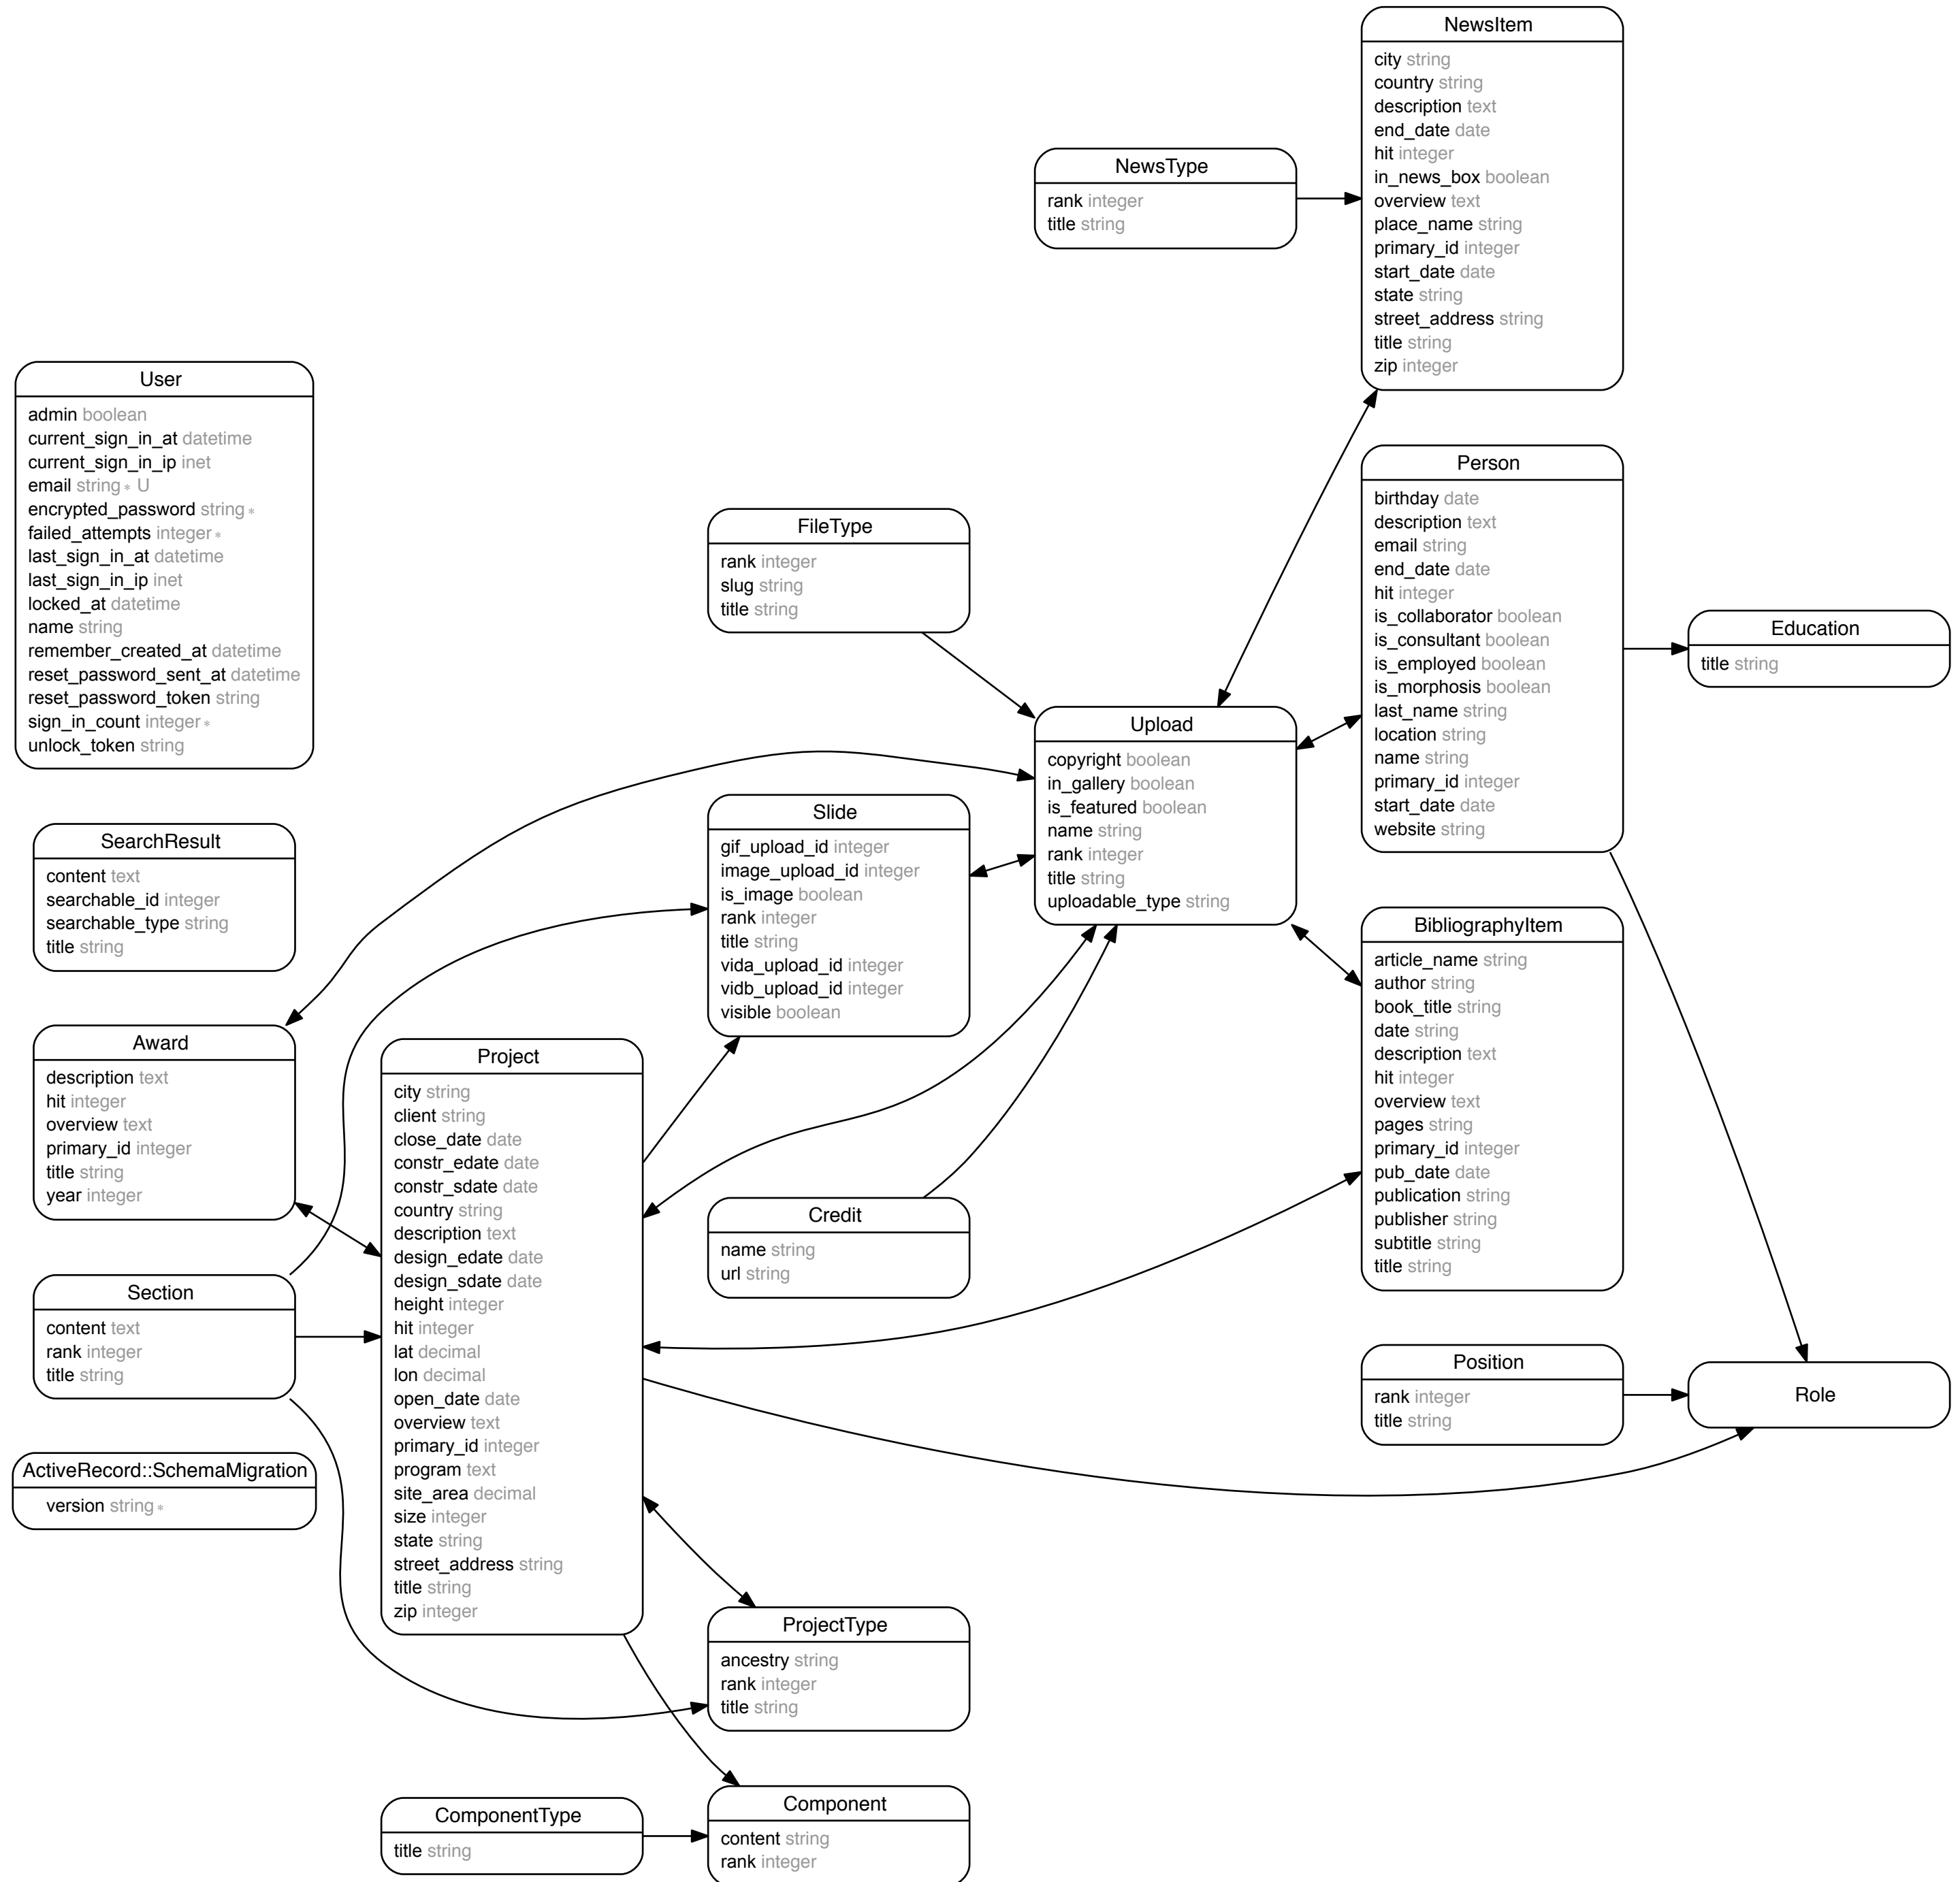 NewsItem
city string
country string
description text
end_date date
hit integer
in_news_box boolean
overview text
place_name string
primary_id integer
start_date date
state string
street_address string
title string
zip integer
NewsType
rank integer
title string
User
admin boolean
current_sign_in_at datetime
current_sign_in_ip inet
email string * U
encrypted_password string *
failed_attempts integer *
last_sign_in_at datetime
last_sign_in_ip inet
locked_at datetime
name string
remember_created_at datetime
reset_password_sent_at datetime
reset_password_token string
sign_in_count integer *
unlock_token string
Person
birthday date
description text
email string
end_date date
hit integer
is_collaborator boolean
is_consultant boolean
is_employed boolean
is_morphosis boolean
last_name string
location string
name string
primary_id integer
start_date date
website string
FileType
rank integer
slug string
title string
Education
title string
Upload
copyright boolean
in_gallery boolean
is_featured boolean
name string
rank integer
title string
uploadable_type string
Slide
gif_upload_id integer
image_upload_id integer
is_image boolean
rank integer
title string
vida_upload_id integer
vidb_upload_id integer
visible boolean
SearchResult
content text
searchable_id integer
searchable_type string
title string
BibliographyItem
article_name string
author string
book_title string
date string
description text
hit integer
overview text
pages string
primary_id integer
pub_date date
publication string
publisher string
subtitle string
title string
Award
description text
hit integer
overview text
primary_id integer
title string
year integer
Project
city string
client string
close_date date
constr_edate date
constr_sdate date
country string
description text
design_edate date
design_sdate date
height integer
hit integer
lat decimal
lon decimal
open_date date
overview text
primary_id integer
program text
site_area decimal
size integer
state string
street_address string
title string
zip integer
Credit
name string
url string
Section
content text
rank integer
title string
Position
rank integer
title string
Role
ActiveRecord::SchemaMigration
version string *
ProjectType
ancestry string
rank integer
title string
ComponentType
title string
Component
content string
rank integer